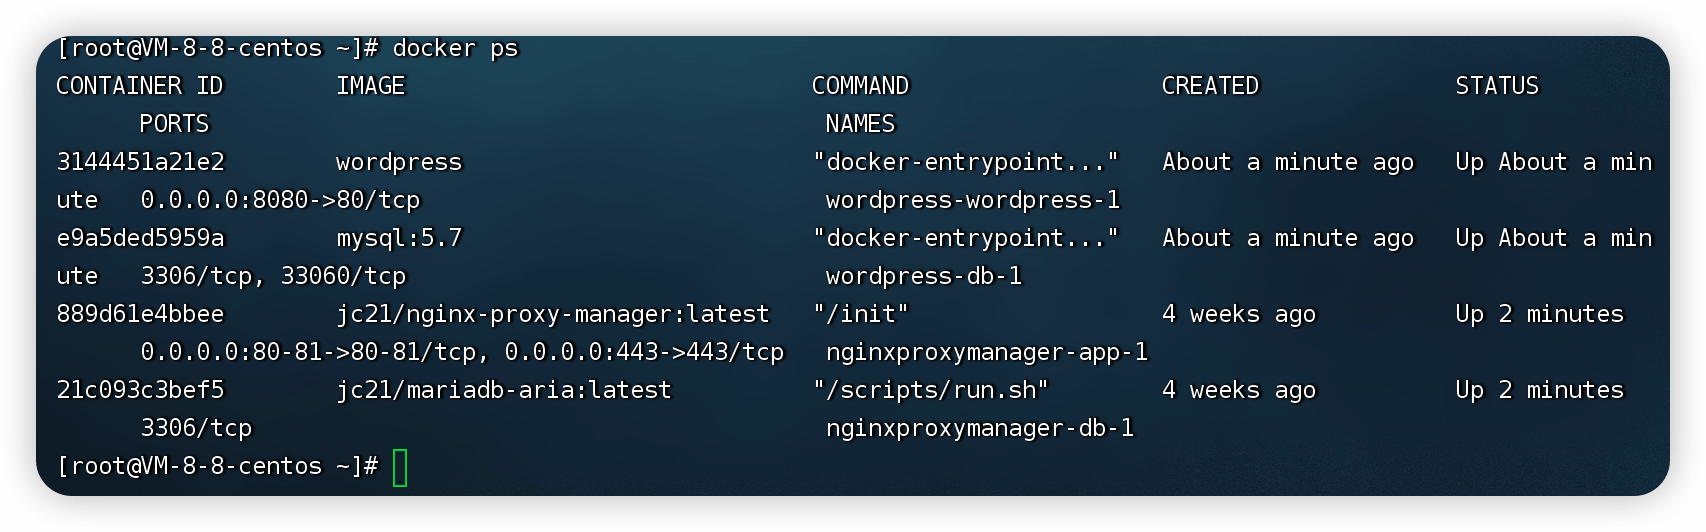 [root@VM-8-8-centos ~]# docker ps
CONTAINER ID        IMAGE                             COMMAND                  CREATED              STATUS
      PORTS                                            NAMES
3144451a21e2        wordpress                         "docker-entrypoint..."   About a minute ago   Up About a min
ute   0.0.0.0:8080->80/tcp                             wordpress-wordpress-1
e9a5ded5959a        mysql:5.7                         "docker-entrypoint..."   About a minute ago   Up About a min
ute   3306/tcp, 33060/tcp                              wordpress-db-1
889d61e4bbee        jc21/nginx-proxy-manager:latest   "/init"                  4 weeks ago          Up 2 minutes
      0.0.0.0:80-81->80-81/tcp, 0.0.0.0:443->443/tcp   nginxproxymanager-app-1
21c093c3bef5        jc21/mariadb-aria:latest          "/scripts/run.sh"        4 weeks ago          Up 2 minutes
      3306/tcp                                         nginxproxymanager-db-1
[root@VM-8-8-centos ~]#